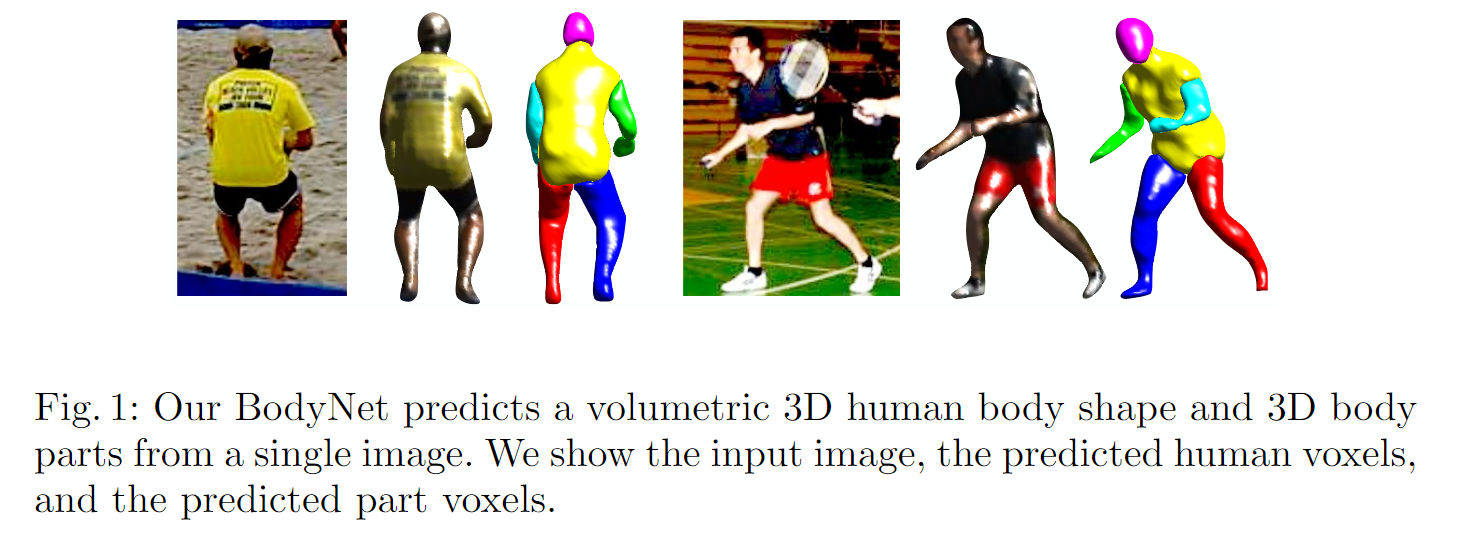 Fig. 1: Our BodyNet predicts a volumetric 3D human body shape and 3D body
parts from a single image. We show the input image, the predicted human voxels,
and the predicted part voxels.